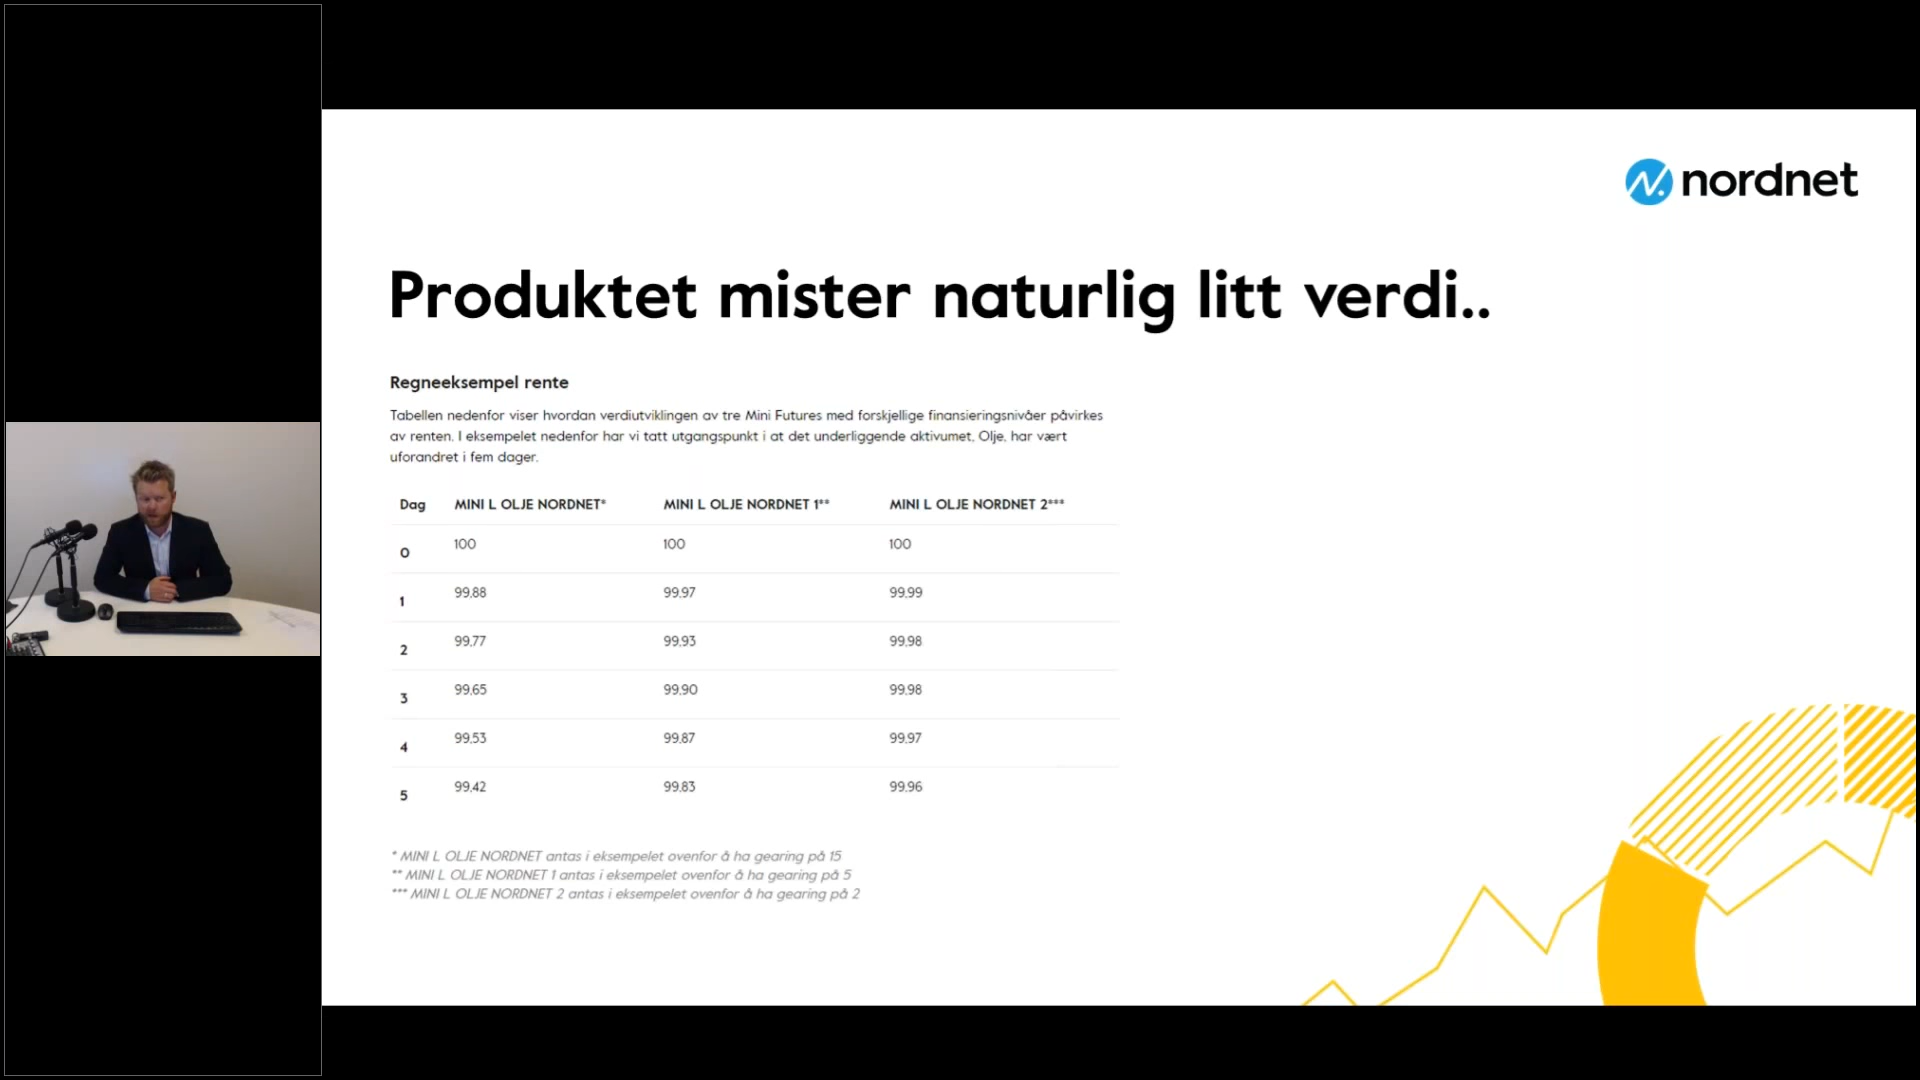 nordnet
Produktet mister naturlig litt verdi..
Regneeksempel rente
Tabellen nedenfor viser hvordan verdiutviklingen av tre Mini Futures med forskjellige finansieringsnivåer påvirkes
av renten. I eksempelet nedenfor har vi tatt utgangspunkt i at det underliggende aktivumet, Olje, har vært
uforandret i fem dager.
Dag MINI L OLJE NORDNET* MINI L OLJE NORDNET 1** MINI L OLJE NORDNET 2***
0 100 100 100
1 99,88 99,97 99,99
2 99,77 99,93 99,98
3 99,65 99,90 99,98
4 99,53 99,87 99,97
5 99,42 99,83 99,96
* MINI L OLJE NORDNET antas i eksempelet ovenfor å ha gearing på 15
** MINI L OLJE NORDNET 1 antas i eksempelet ovenfor å ha gearing på 5
*** MINI L OLJE NORDNET 2 antas i eksempelet ovenfor å ha gearing på 2